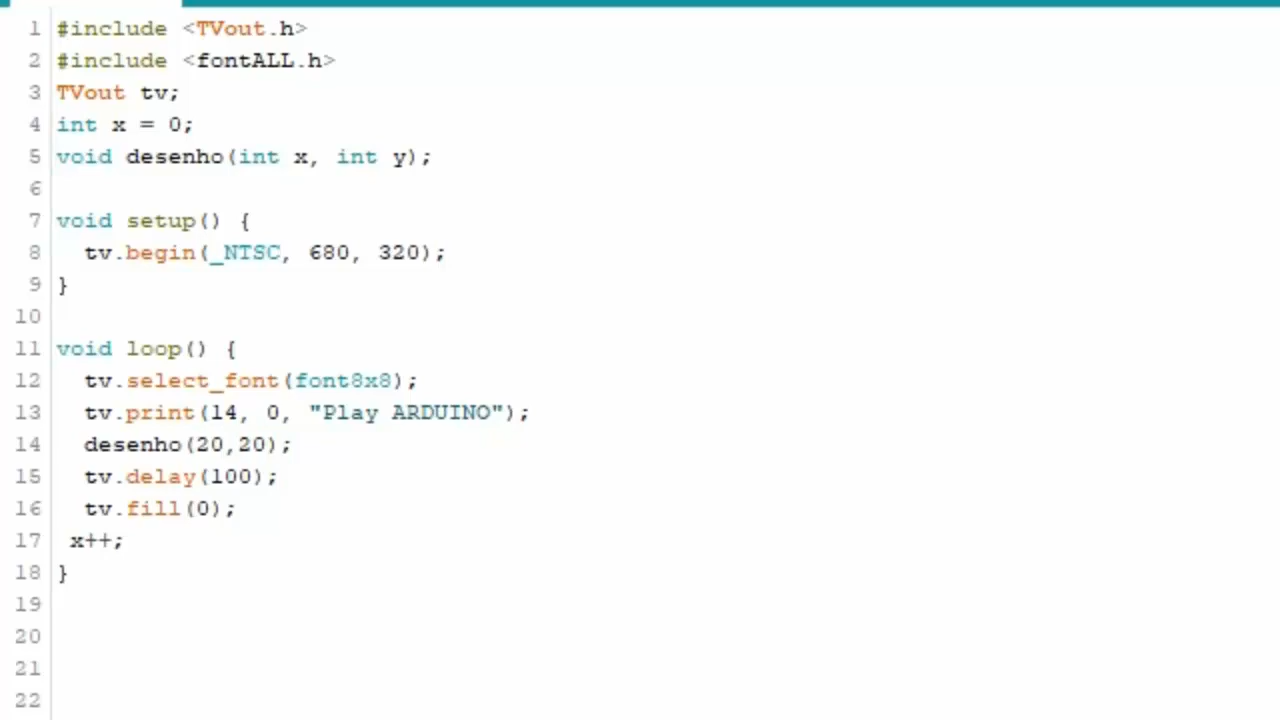 1 #include <TVout.h>
2 #include <fontALL.h>
3 TVout tv;
4 int x = 0;
5 void desenho(int x, int y);
6
7 void setup() {
8   tv.begin(_NTSC, 680, 320);
9 }
10
11 void loop() {
12   tv.select_font(font8x8);
13   tv.print(14, 0, "Play ARDUINO");
14   desenho(20,20);
15   tv.delay(100);
16   tv.fill(0);
17  x++;
18 }
19
20
21
22